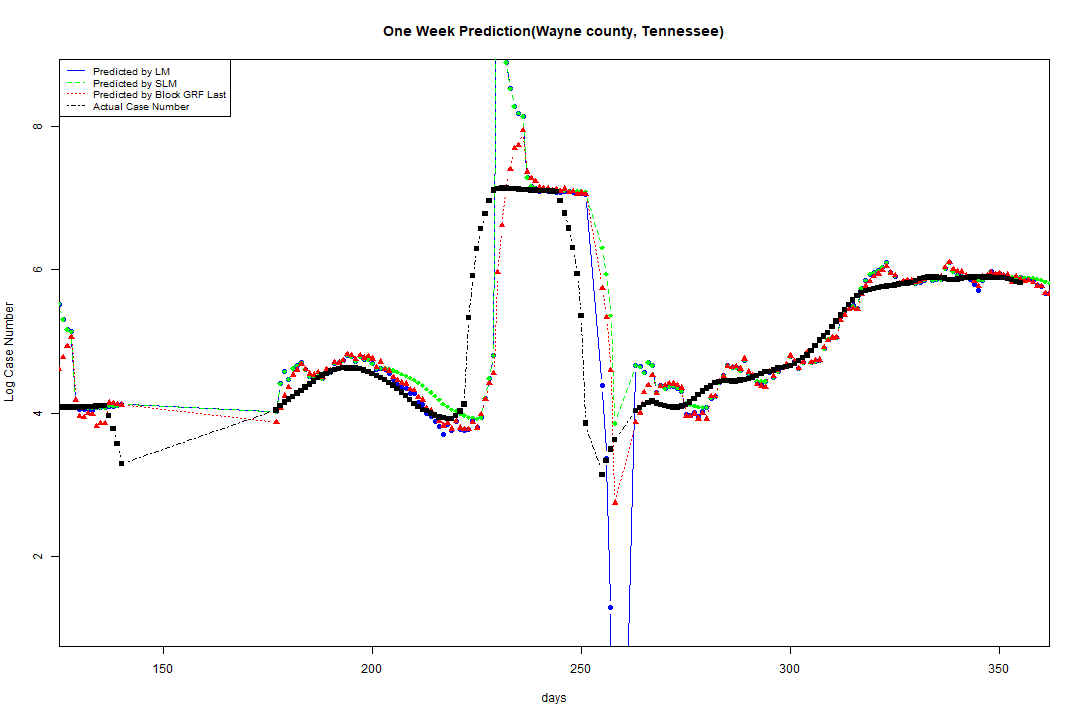 One Week Prediction(Wayne county, Tennessee)
Predicted by LM
Predicted by SLM
Predicted by Block GRF Last
Actual Case Number
8
6
4
2
Log Case Number
150 200 250 300 350
days